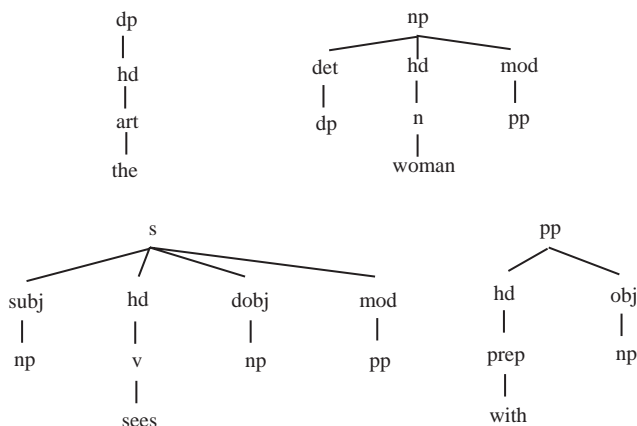 dp np
hd det hd mod
art dp n pp
the woman
s pp
subj hd dobj mod hd obj
np v np pp prep np
sees with